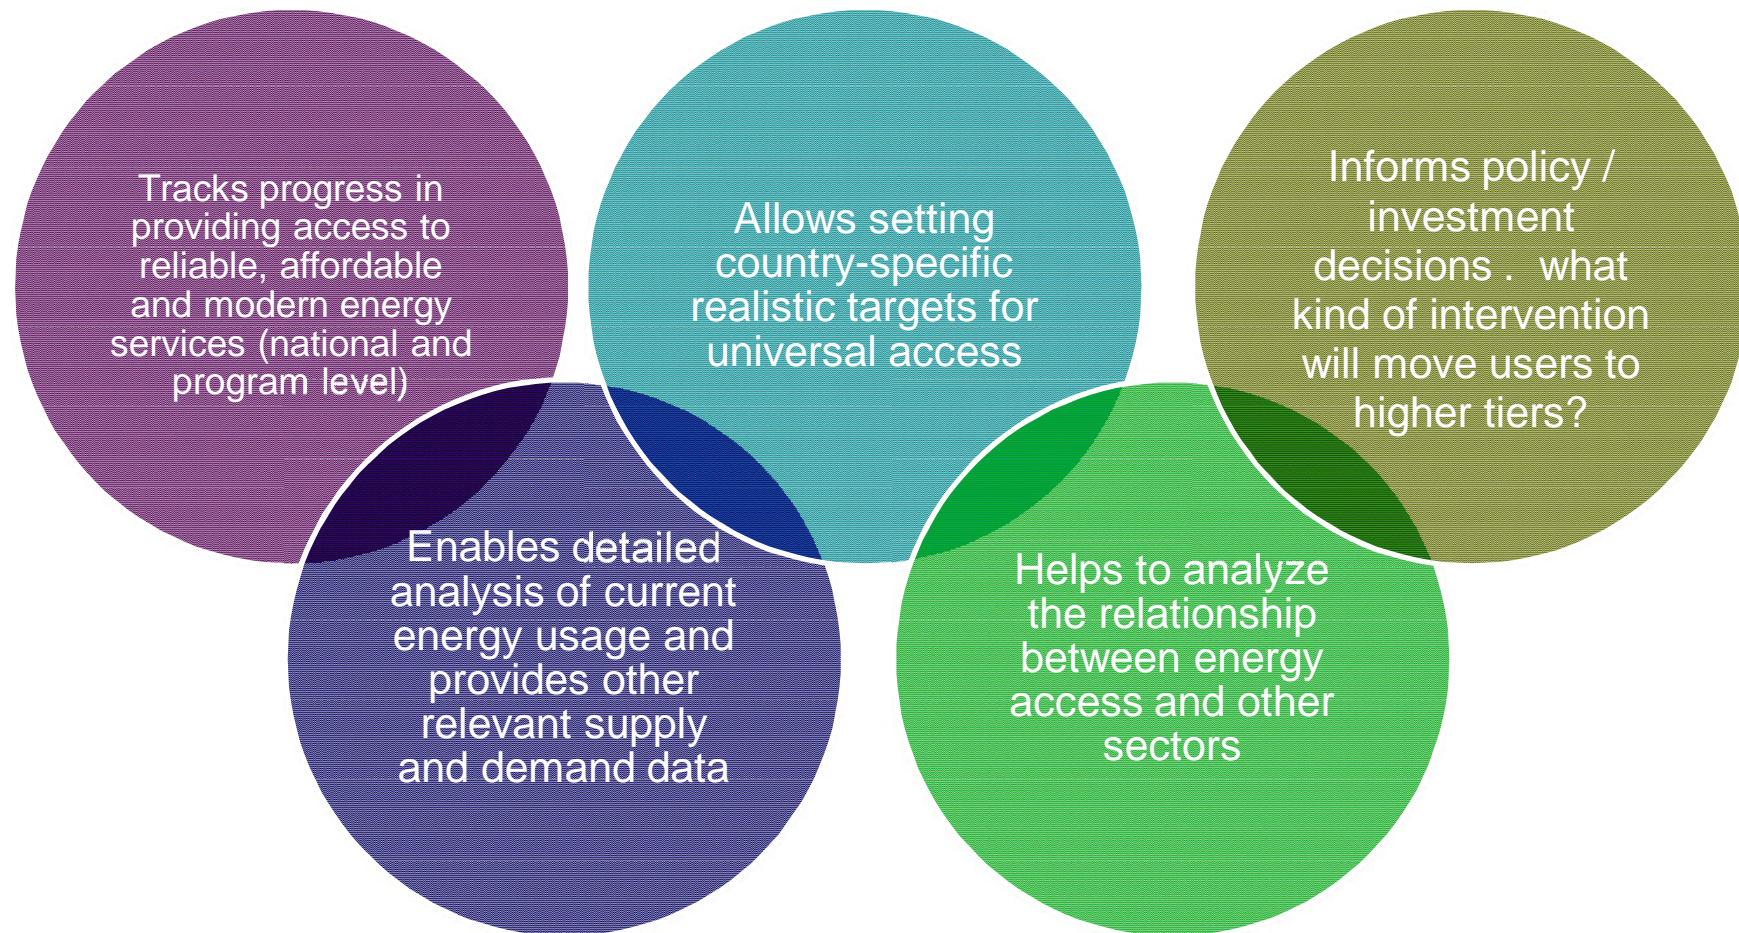 Tracks progress in
providing access to
reliable, affordable
and modern energy
services (national and
program level)
Enables detailed
analysis of current
energy usage and
provides other
relevant supply
and demand data
Allows setting
country-specific
realistic targets for
universal access
Helps to analyze
the relationship
between energy
access and other
sectors
Informs policy /
investment
decisions .  what
kind of intervention
will move users to
higher tiers?